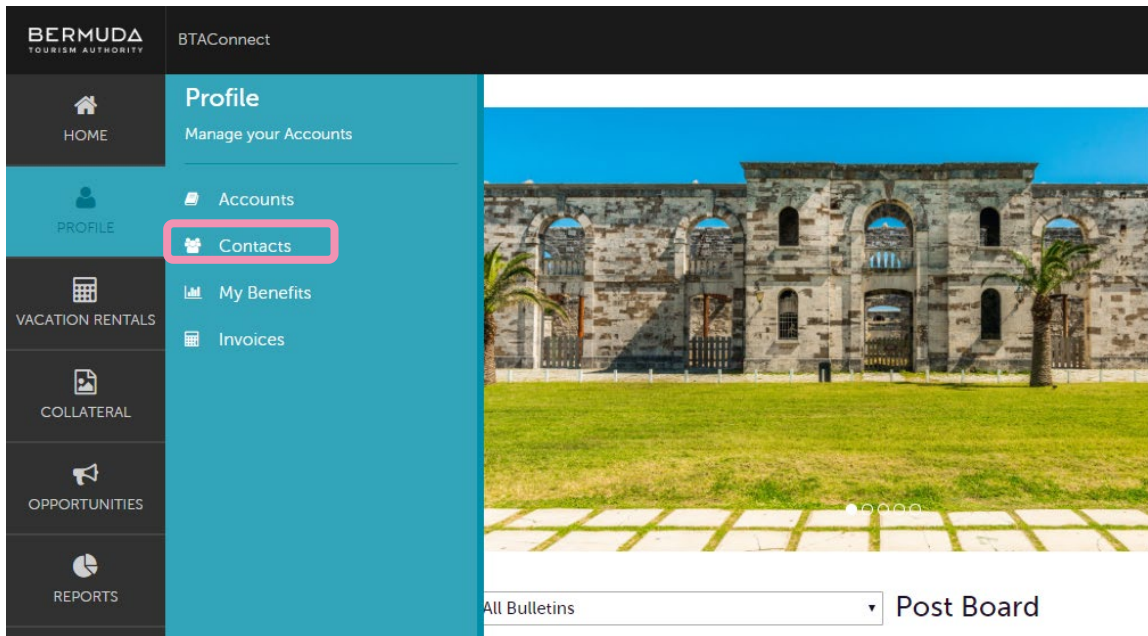 BERMUDA
TOURISM AUTHORITY
BTAConnect
HOME
PROFILE
VACATION RENTALS
COLLATERAL
OPPORTUNITIES
REPORTS
Profile
Manage your Accounts
Accounts
Contacts
My Benefits
Invoices
All Bulletins
Post Board